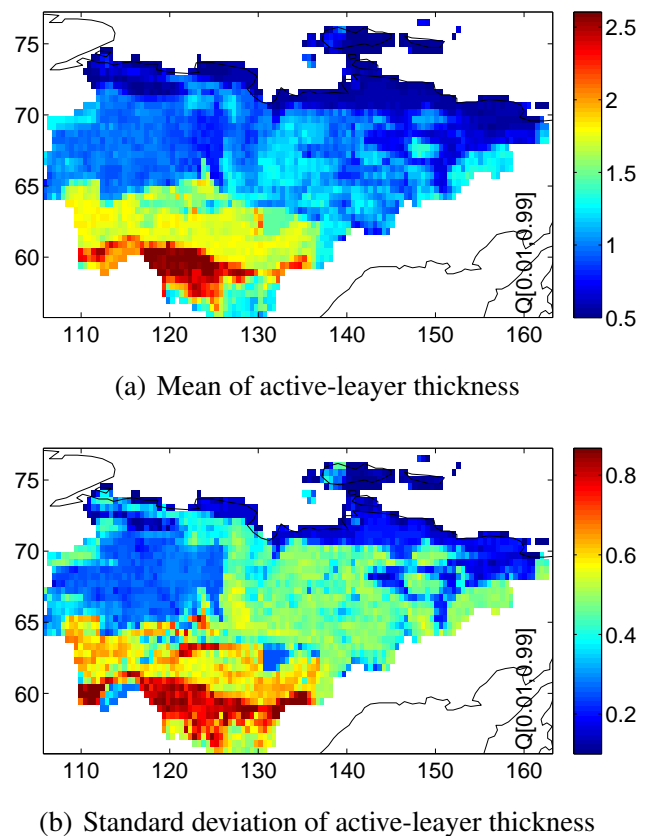 75
70
65
60
110 120 130 140 150 160
Q[0.01 0.99]
2.5
2
1.5
1
0.5
(a) Mean of active-leayer thickness
75
70
65
60
110 120 130 140 150 160
Q[0.01 0.99]
0.8
0.6
0.4
0.2
(b) Standard deviation of active-leayer thickness